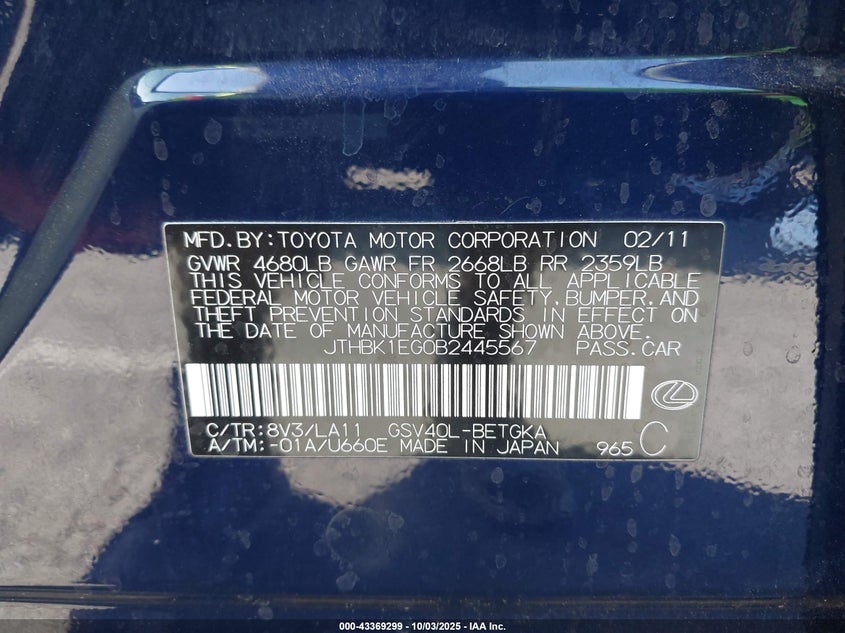 MFD.BY:TOYOTA MOTOR CORPORATION 02/11
GVWR 4680LB GAWR FR 2668LB RR 2359LB
THIS VEHICLE CONFORMS TO ALL APPLICABLE
FEDERAL MOTOR VEHICLE SAFETY,BUMPER,AND
THEFT PREVENTION STANDARDS IN EFFECT ON
THE DATE OF MANUFACTURE SHOWN ABOVE.
JTHBK1EG0B2445567 PASS.CAR
C/TR:8V3/LA11 GSV40L-BETGKA
A/TM:-01A/U660E MADE IN JAPAN 965 C
000-43369299 - 10/03/2025 - IAA Inc.